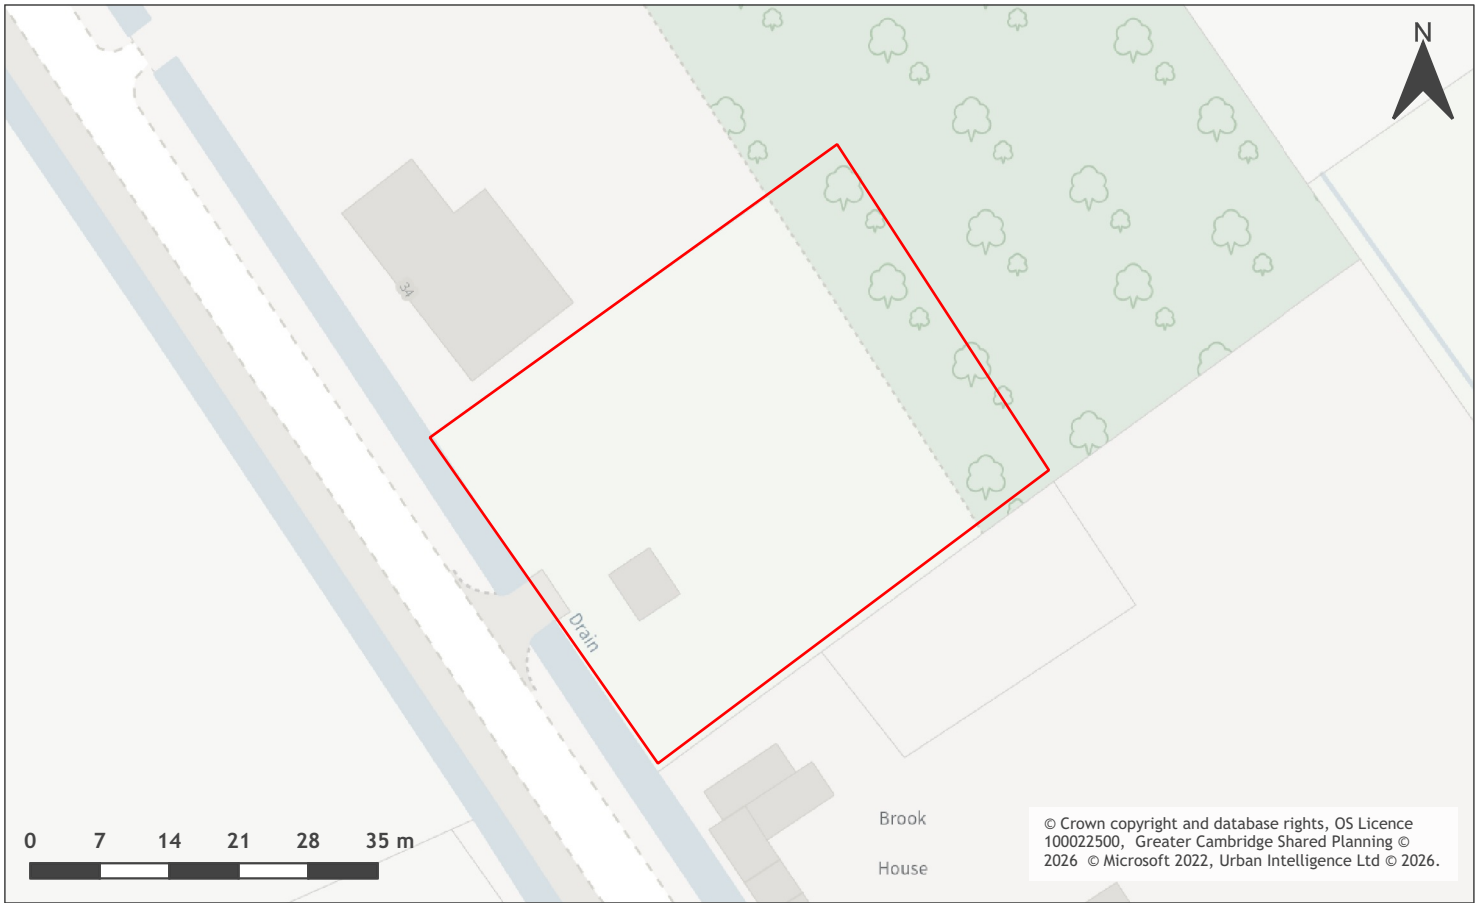 N
34
Drain
Brook
House
0 7 14 21 28 35 m
© Crown copyright and database rights, OS Licence
100022500, Greater Cambridge Shared Planning ©
2026 © Microsoft 2022, Urban Intelligence Ltd © 2026.